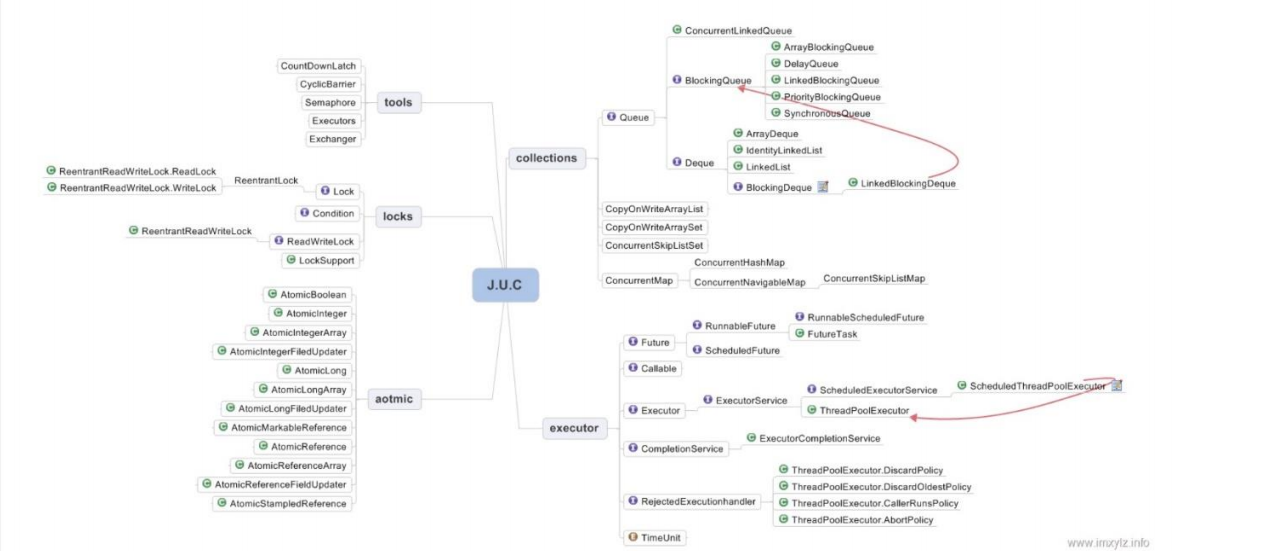 J.U.C
tools
CountDownLatch
CyclicBarrier
Semaphore
Executors
Exchanger
locks
Lock
ReentrantLock
ReentrantReadWriteLock.ReadLock
ReentrantReadWriteLock.WriteLock
Condition
ReadWriteLock
ReentrantReadWriteLock
LockSupport
aotmic
AtomicBoolean
AtomicInteger
AtomicIntegerArray
AtomicIntegerFiledUpdater
AtomicLong
AtomicLongArray
AtomicLongFiledUpdater
AtomicMarkableReference
AtomicReference
AtomicReferenceArray
AtomicReferenceFieldUpdater
AtomicStampledReference
collections
Queue
ConcurrentLinkedQueue
BlockingQueue
ArrayBlockingQueue
DelayQueue
LinkedBlockingQueue
PriorityBlockingQueue
SynchronousQueue
Deque
ArrayDeque
IdentityLinkedList
LinkedList
BlockingDeque
LinkedBlockingDeque
CopyOnWriteArrayList
CopyOnWriteArraySet
ConcurrentSkipListSet
ConcurrentMap
ConcurrentHashMap
ConcurrentNavigableMap
ConcurrentSkipListMap
executor
Future
RunnableFuture
RunnableScheduledFuture
FutureTask
ScheduledFuture
Callable
Executor
ExecutorService
ScheduledExecutorService
ScheduledThreadPoolExecutor
ThreadPoolExecutor
CompletionService
ExecutorCompletionService
RejectedExecutionhandler
ThreadPoolExecutor.DiscardPolicy
ThreadPoolExecutor.DiscardOldestPolicy
ThreadPoolExecutor.CallerRunsPolicy
ThreadPoolExecutor.AbortPolicy
TimeUnit
www.imxylz.info